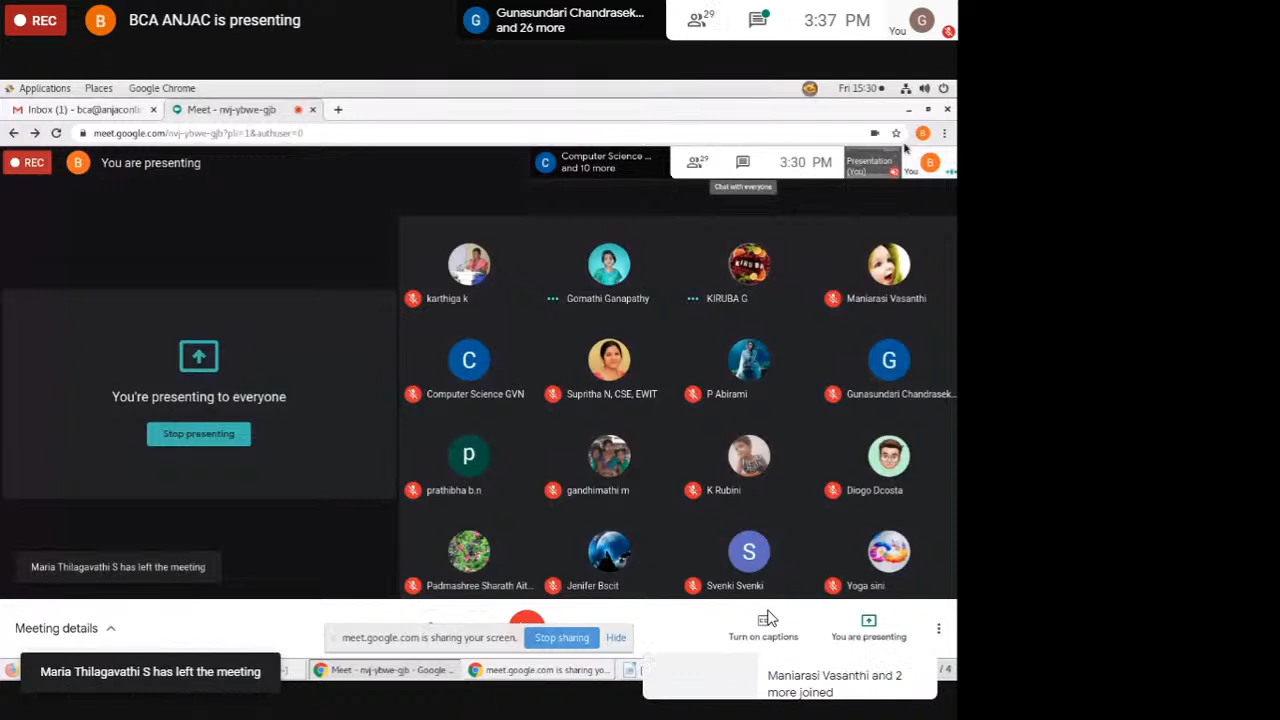 REC
B
BCA ANJAC is presenting
G
Gunasundari Chandrasek...
and 26 more
29
3:37 PM
You
G
Applications
Places
Google Chrome
Fri 15:30
Inbox (1) - bca@anjaconli
Meet - nvj-ybwe-gjb
meet.google.com/nvj-ybwe-gjb?pli=1&authuser=0
B
REC
B
You are presenting
C
Computer Science ...
and 10 more
29
3:30 PM
Presentation
(You)
You
B
Chat with everyone
karthiga k
Gomathi Ganapathy
KIRUBA G
Maniarasi Vasanthi
C
G
Computer Science GVN
Supritha N, CSE, EWIT
P Abirami
Gunasundari Chandrasek...
You're presenting to everyone
Stop presenting
p
prathibha b.n
gandhimathi m
K Rubini
Diogo Dcosta
S
Padmashree Sharath Ait...
Jenifer Bscit
Svenki Svenki
Yoga sini
Maria Thilagavathi S has left the meeting
Meeting details
meet.google.com is sharing your screen.
Stop sharing
Hide
Turn on captions
You are presenting
Maria Thilagavathi S has left the meeting
Meet - nvj-ybwe-gjb - Google ...
meet.google.com is sharing yo...
/ 4
Maniarasi Vasanthi and 2
more joined